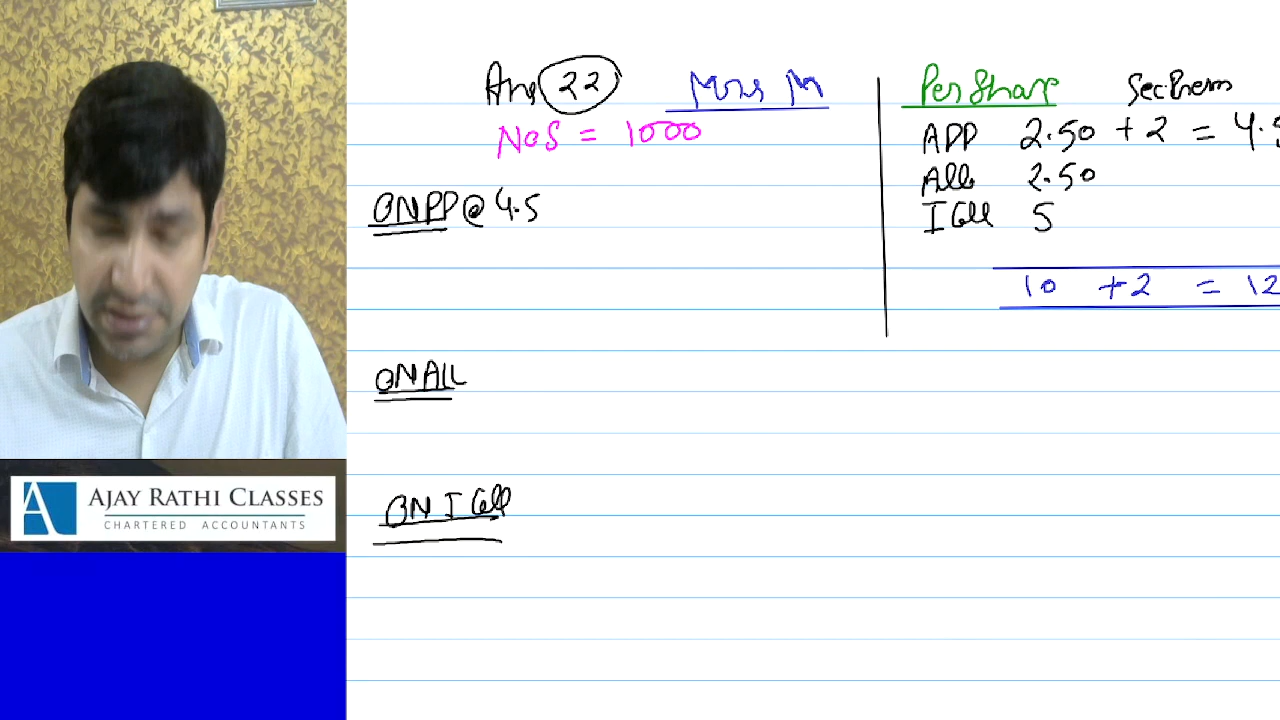 Ans 22
NOS = 1000
Per Share Sec Prem
APP 2.50 + 2 = 4.5
All 2.50
I Call 5
10 + 2 = 12
ON APP @ 4.5
ON ALL
ON I Call
AJAY RATHI CLASSES
CHARTERED ACCOUNTANTS